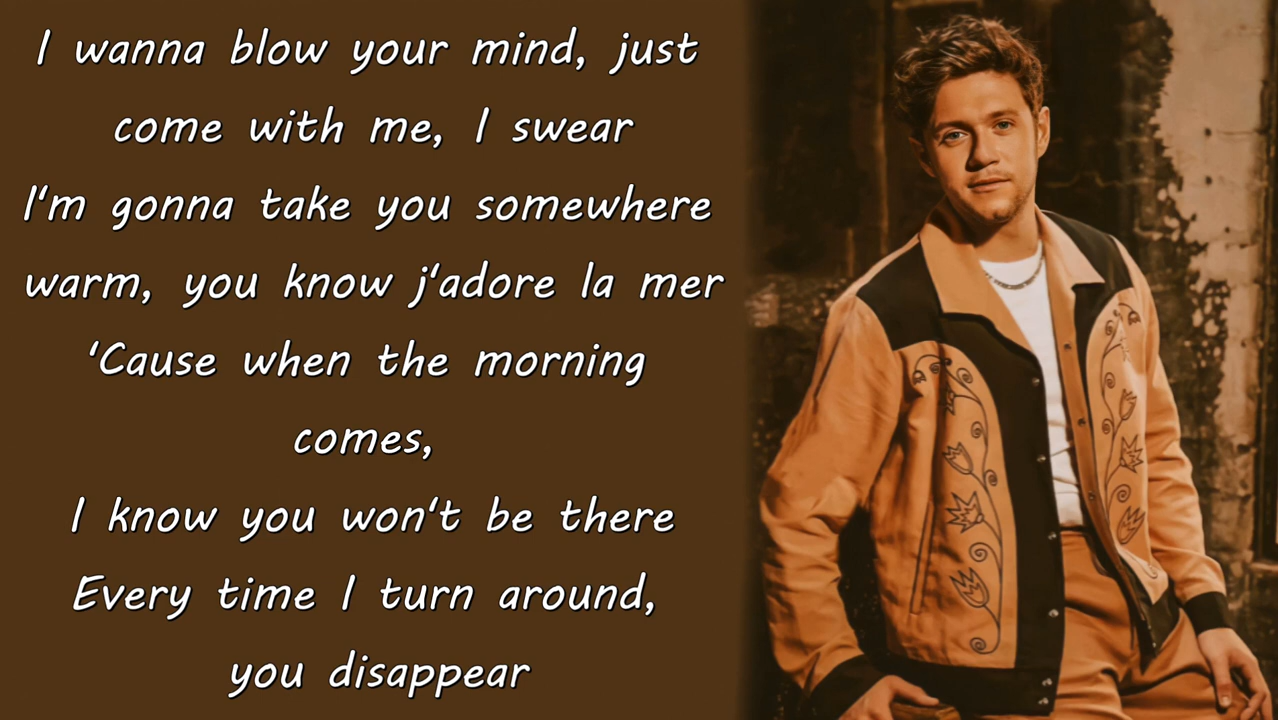 I wanna blow your mind, just
come with me, I swear
I'm gonna take you somewhere
warm, you know j'adore la mer
'Cause when the morning
comes,
I know you won't be there
Every time I turn around,
you disappear